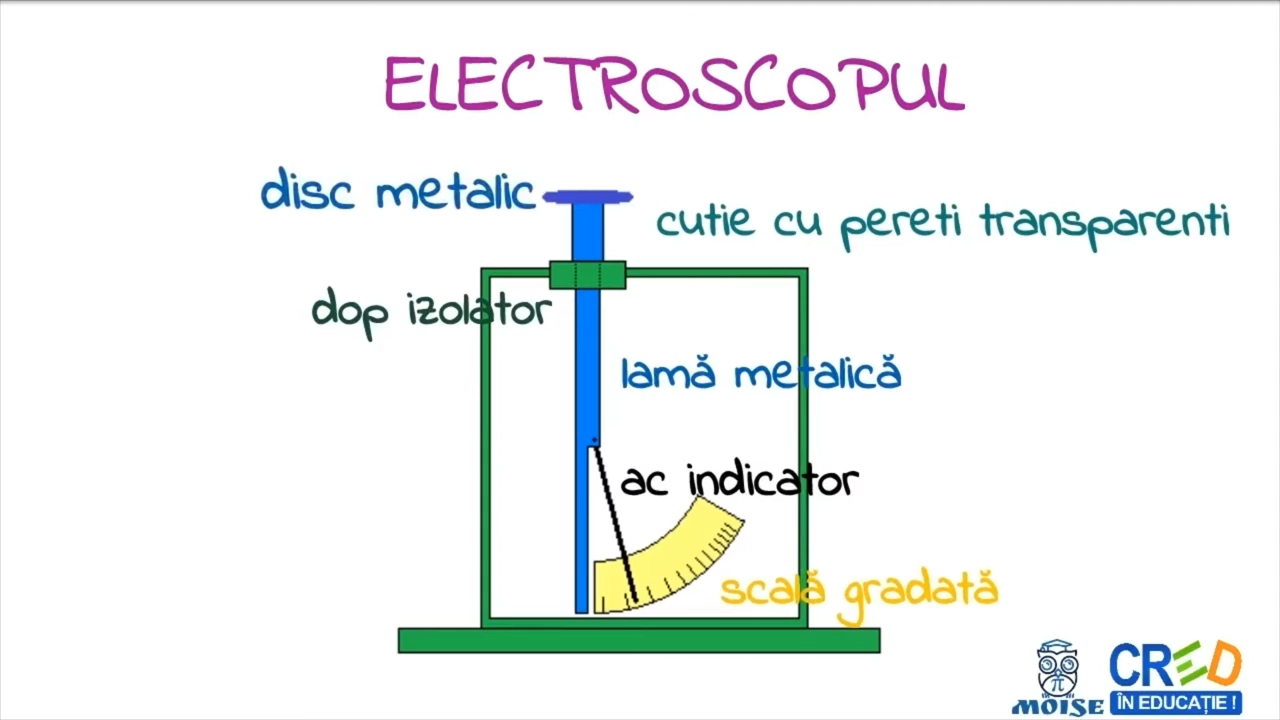 ELECTROSCOPUL
disc metalic
cutie cu pereti transparenti
dop izolator
lamă metalică
ac indicator
scală gradată
π
MOISE
CRED
ÎN EDUCAȚIE !